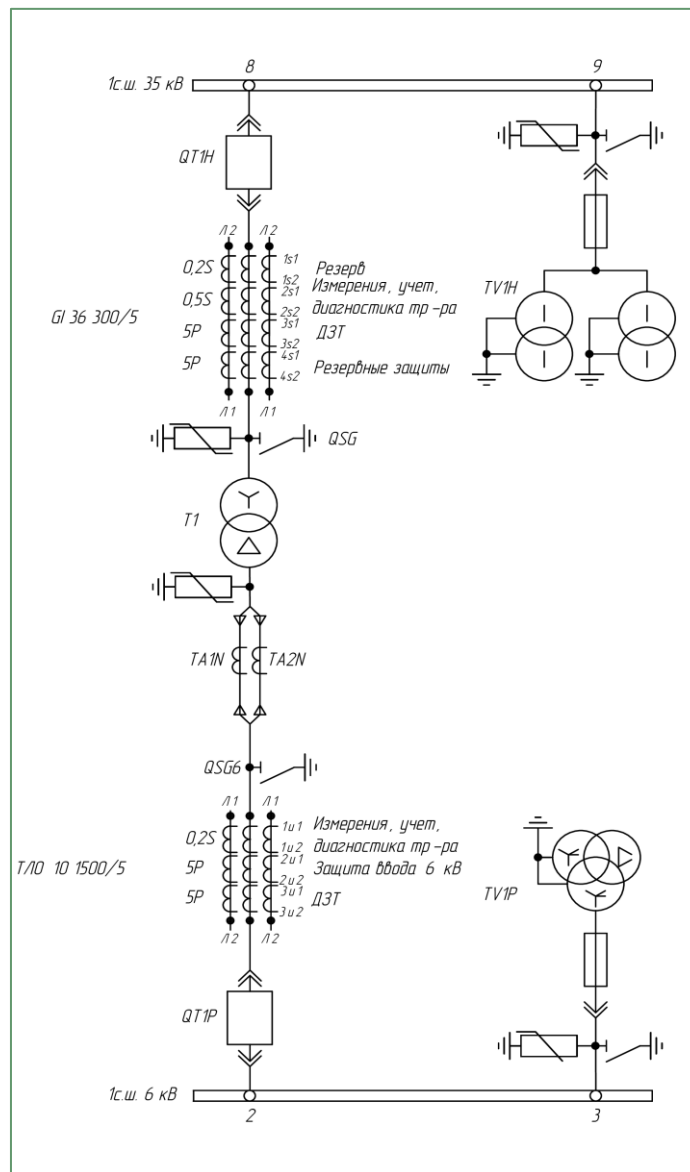 8
9
1с.ш. 35 кВ
QT1H
Л2 Л2
0,2S 1s1 Резерв
1s2 Измерения, учет,
0,5S 2s1
2s2 диагностика тр-ра
GI 36 300/5
5P 3s1 ДЗТ
3s2
5P 4s1
4s2 Резервные защиты
Л1 Л1
TV1H
QSG
T1
TA1N TA2N
QSG6
Л1 Л1
0,2S 1и1 Измерения, учет,
1и2 диагностика тр-ра
ТЛО 10 1500/5
5P 2и1 Защита ввода 6 кВ
2и2
5P 3и1 ДЗТ
3и2
Л2 Л2
TV1P
QT1P
1с.ш. 6 кВ
2
3